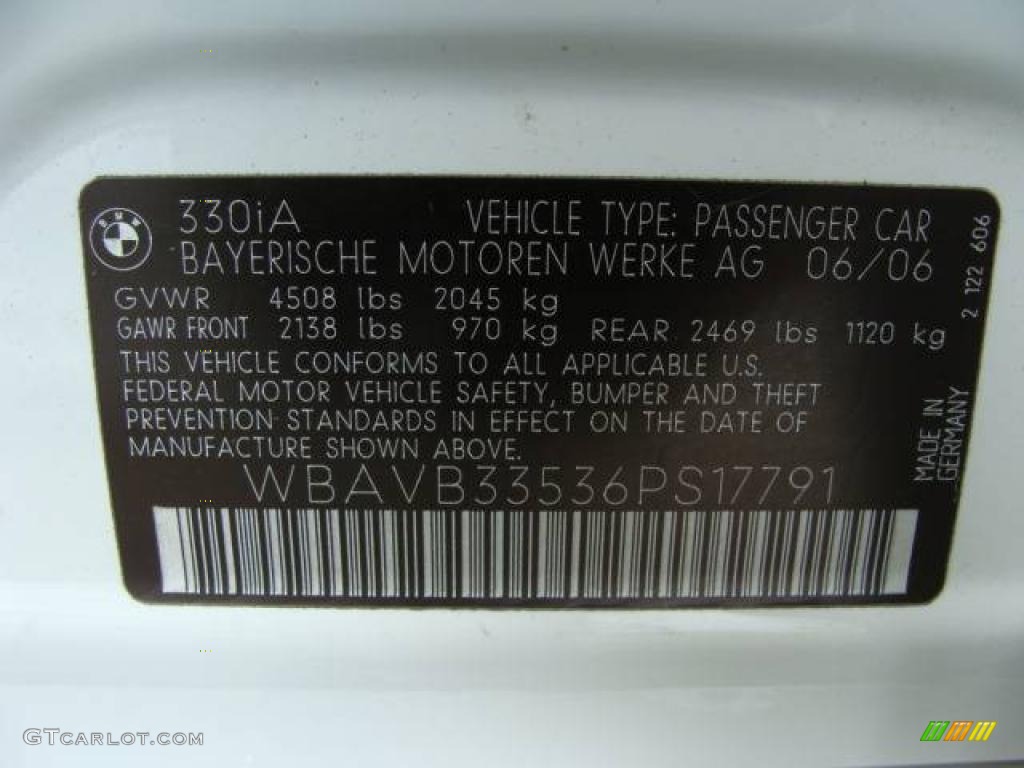 BMW
330iA VEHICLE TYPE: PASSENGER CAR
BAYERISCHE MOTOREN WERKE AG 06/06
GVWR 4508 lbs 2045 kg
GAWR FRONT 2138 lbs 970 kg REAR 2469 lbs 1120 kg
THIS VEHICLE CONFORMS TO ALL APPLICABLE U.S.
FEDERAL MOTOR VEHICLE SAFETY, BUMPER AND THEFT
PREVENTION STANDARDS IN EFFECT ON THE DATE OF
MANUFACTURE SHOWN ABOVE.
WBAVB33536PS17791
2 122 606
MADE IN
GERMANY
GTCARLOT.COM